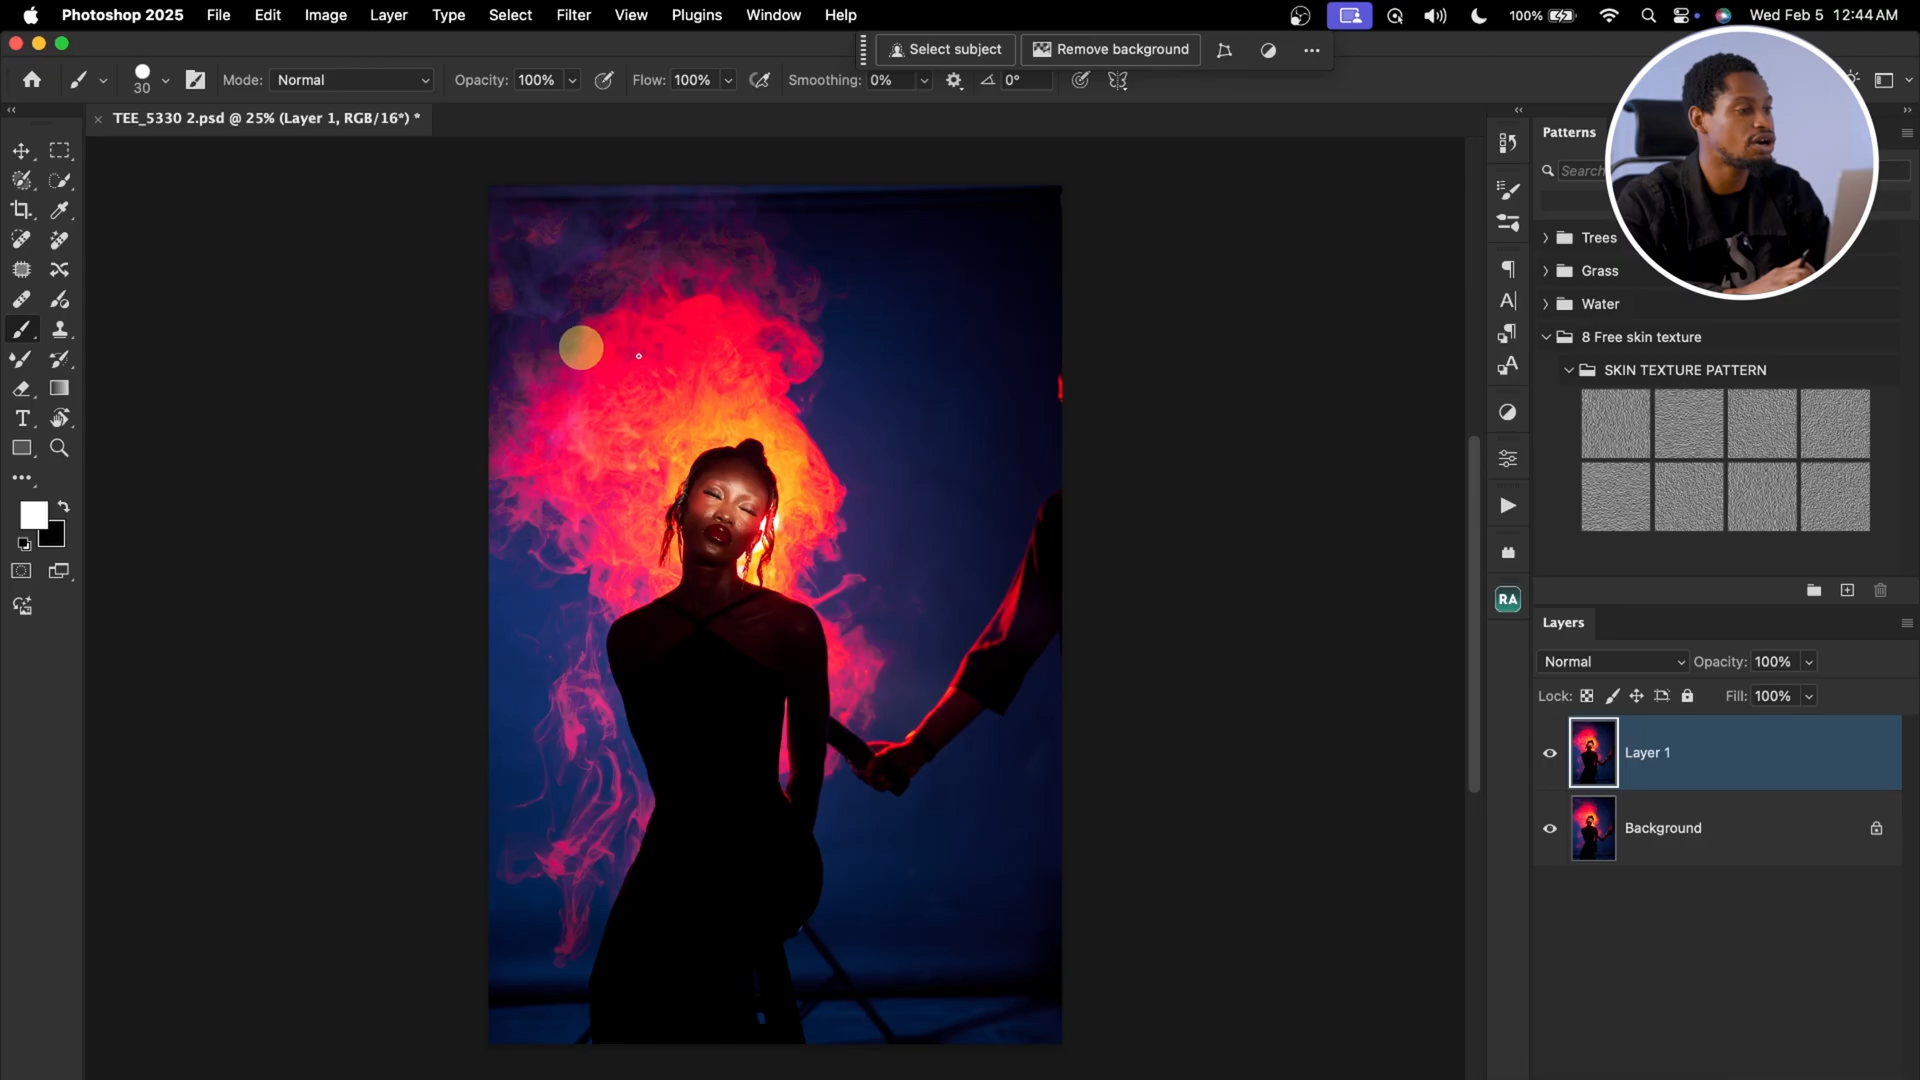 Photoshop 2025 File Edit Image Layer Type Select Filter View Plugins Window Help 100% Wed Feb 5 12:44 AM
Select subject Remove background
30 Mode: Normal Opacity: 100% Flow: 100% Smoothing: 0% 0°
TEE_5330 2.psd @ 25% (Layer 1, RGB/16*) *
Patterns
Search
Trees
Grass
Water
8 Free skin texture
SKIN TEXTURE PATTERN
RA
Layers
Normal Opacity: 100%
Lock: Fill: 100%
Layer 1
Background